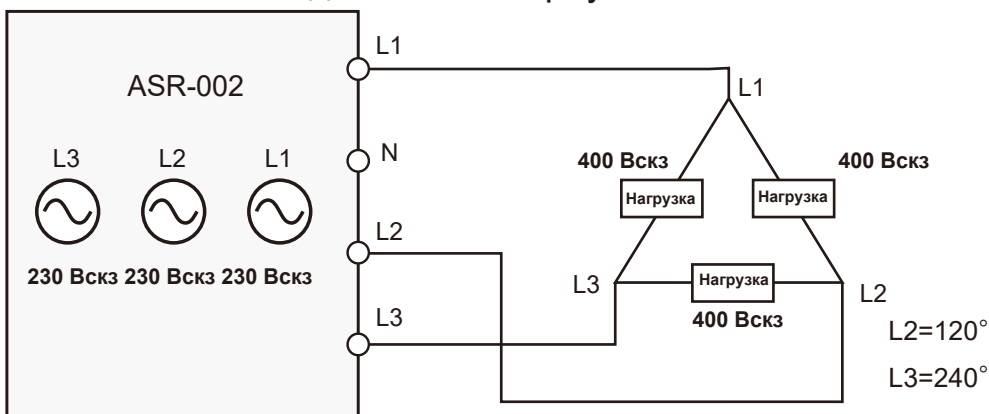 L1
ASR-002
L1
N
L3 L2 L1
400 Вскз 400 Вскз
Нагрузка Нагрузка
L2
230 Вскз 230 Вскз 230 Вскз
Нагрузка
L3
L2
400 Вскз
L3
L2=120°
L3=240°